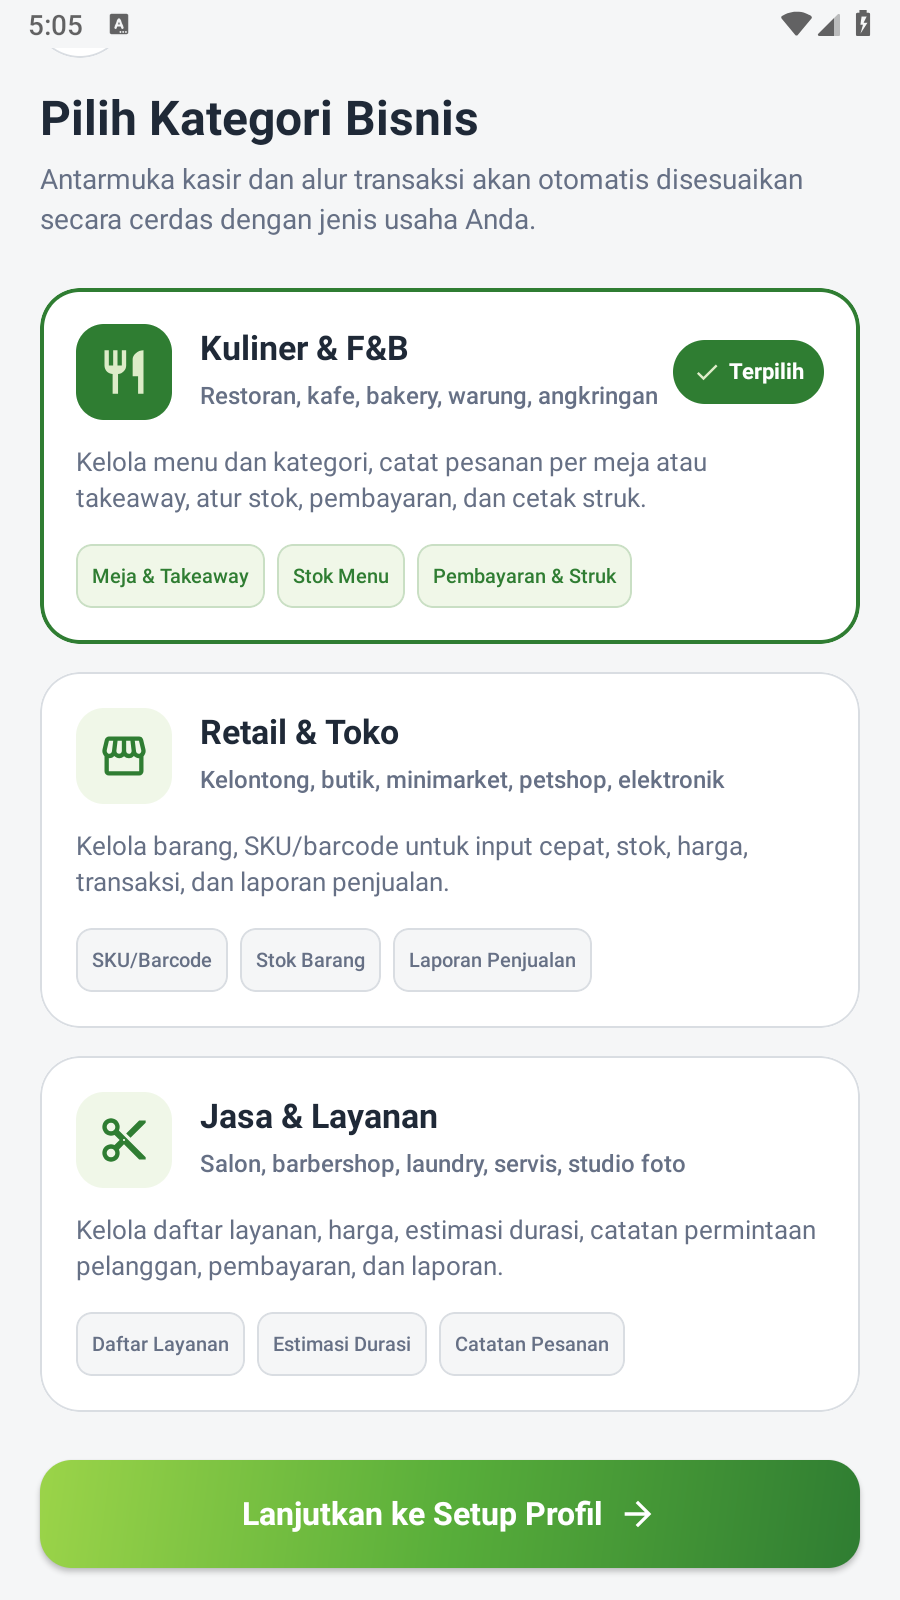 5:05
Pilih Kategori Bisnis
Antarmuka kasir dan alur transaksi akan otomatis disesuaikan
secara cerdas dengan jenis usaha Anda.
Kuliner & F&B
Restoran, kafe, bakery, warung, angkringan
Terpilih
Kelola menu dan kategori, catat pesanan per meja atau
takeaway, atur stok, pembayaran, dan cetak struk.
Meja & Takeaway
Stok Menu
Pembayaran & Struk
Retail & Toko
Kelontong, butik, minimarket, petshop, elektronik
Kelola barang, SKU/barcode untuk input cepat, stok, harga,
transaksi, dan laporan penjualan.
SKU/Barcode
Stok Barang
Laporan Penjualan
Jasa & Layanan
Salon, barbershop, laundry, servis, studio foto
Kelola daftar layanan, harga, estimasi durasi, catatan permintaan
pelanggan, pembayaran, dan laporan.
Daftar Layanan
Estimasi Durasi
Catatan Pesanan
Lanjutkan ke Setup Profil